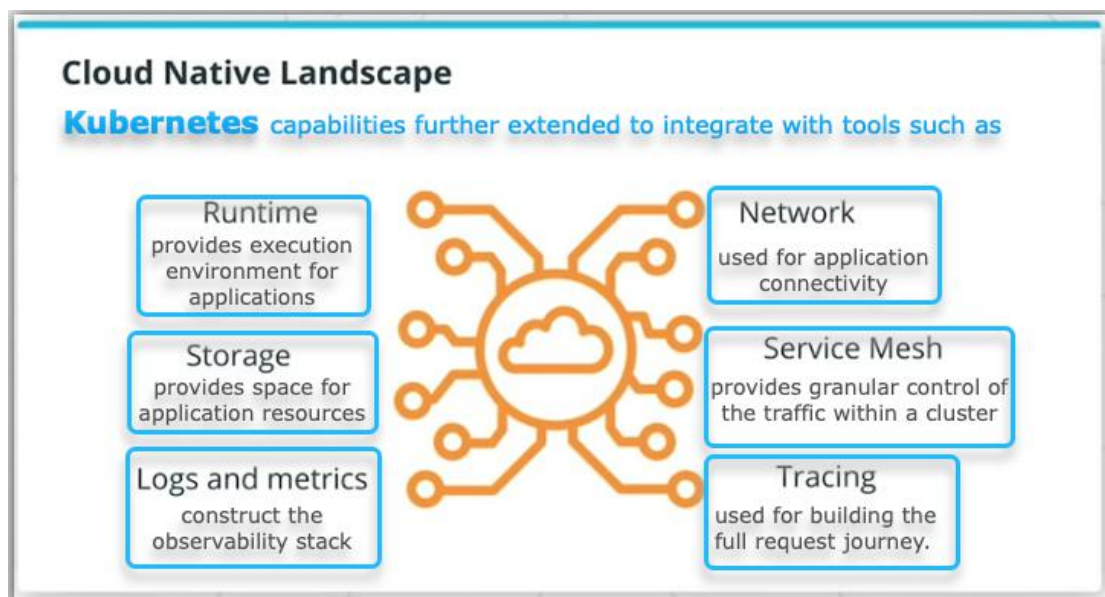 Cloud Native Landscape
Kubernetes capabilities further extended to integrate with tools such as
Runtime
provides execution
environment for
applications
Storage
provides space for
application resources
Logs and metrics
construct the
observability stack
Network
used for application
connectivity
Service Mesh
provides granular control of
the traffic within a cluster
Tracing
used for building the
full request journey.